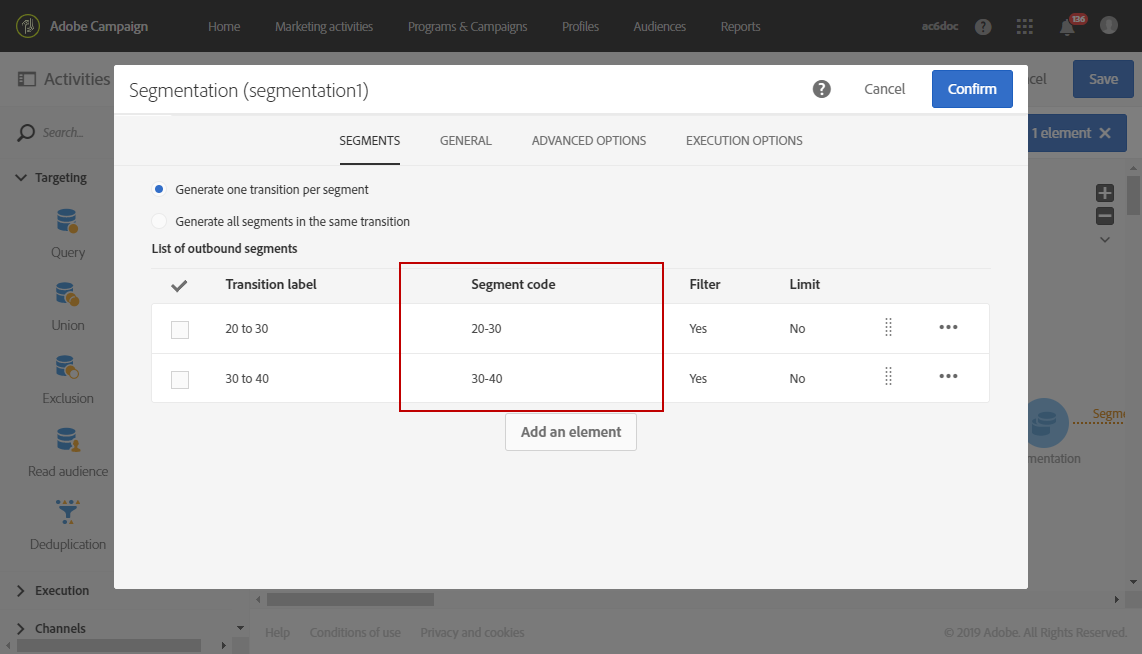 Adobe Campaign Home Marketing activities Programs & Campaigns Profiles Audiences Reports ac6doc ? 136
Activities
Save
Segmentation (segmentation1) ? Cancel Confirm
Search...
1 element
SEGMENTS GENERAL ADVANCED OPTIONS EXECUTION OPTIONS
Targeting
Generate one transition per segment
Generate all segments in the same transition
Query
List of outbound segments
Transition label Segment code Filter Limit
Union
20 to 30 20-30 Yes No
30 to 40 30-40 Yes No
Exclusion
Add an element
Read audience
Deduplication
Execution
Channels
Help Conditions of use Privacy and cookies © 2019 Adobe. All Rights Reserved.